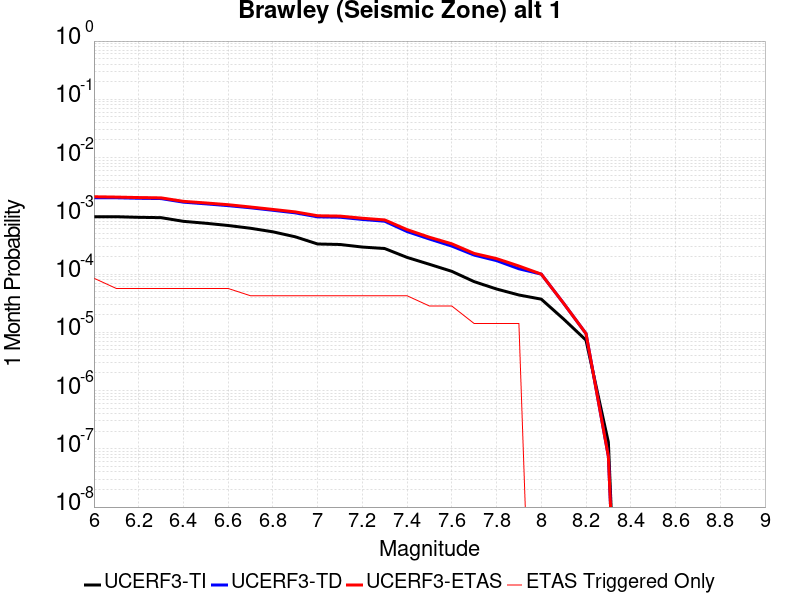 Brawley (Seismic Zone) alt 1
10 0
10 -1
10 -2
10 -3
10 -4
10 -5
10 -6
10 -7
10 -8
1 Month Probability
6 6.2 6.4 6.6 6.8 7 7.2 7.4 7.6 7.8 8 8.2 8.4 8.6 8.8 9
Magnitude
UCERF3-TI UCERF3-TD UCERF3-ETAS ETAS Triggered Only